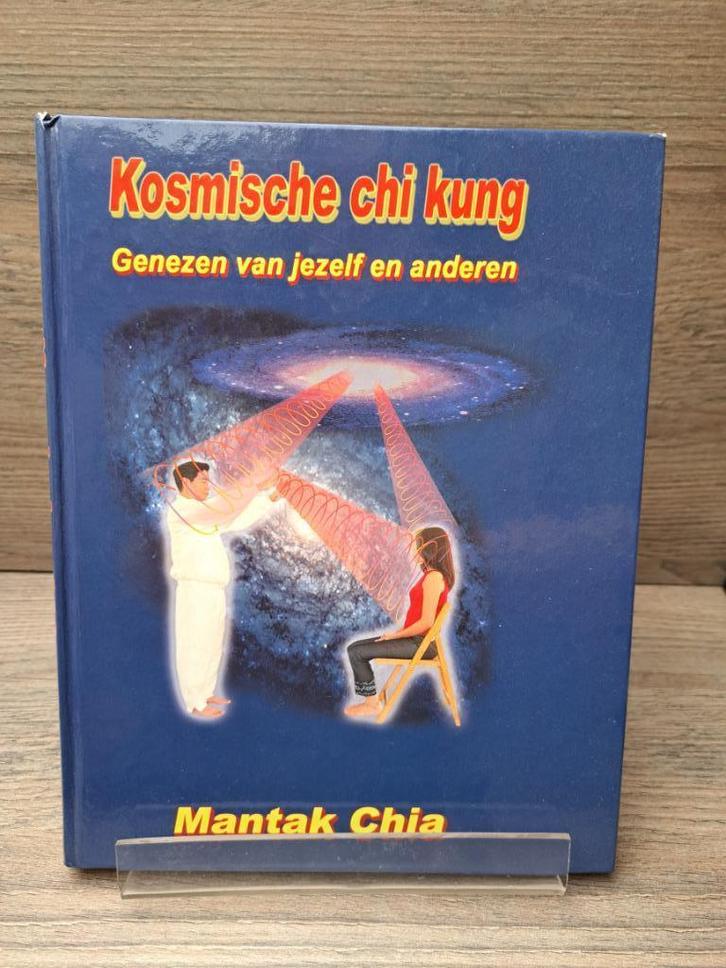 Kosmische chi kung
Genezen van jezelf en anderen
Mantak Chia